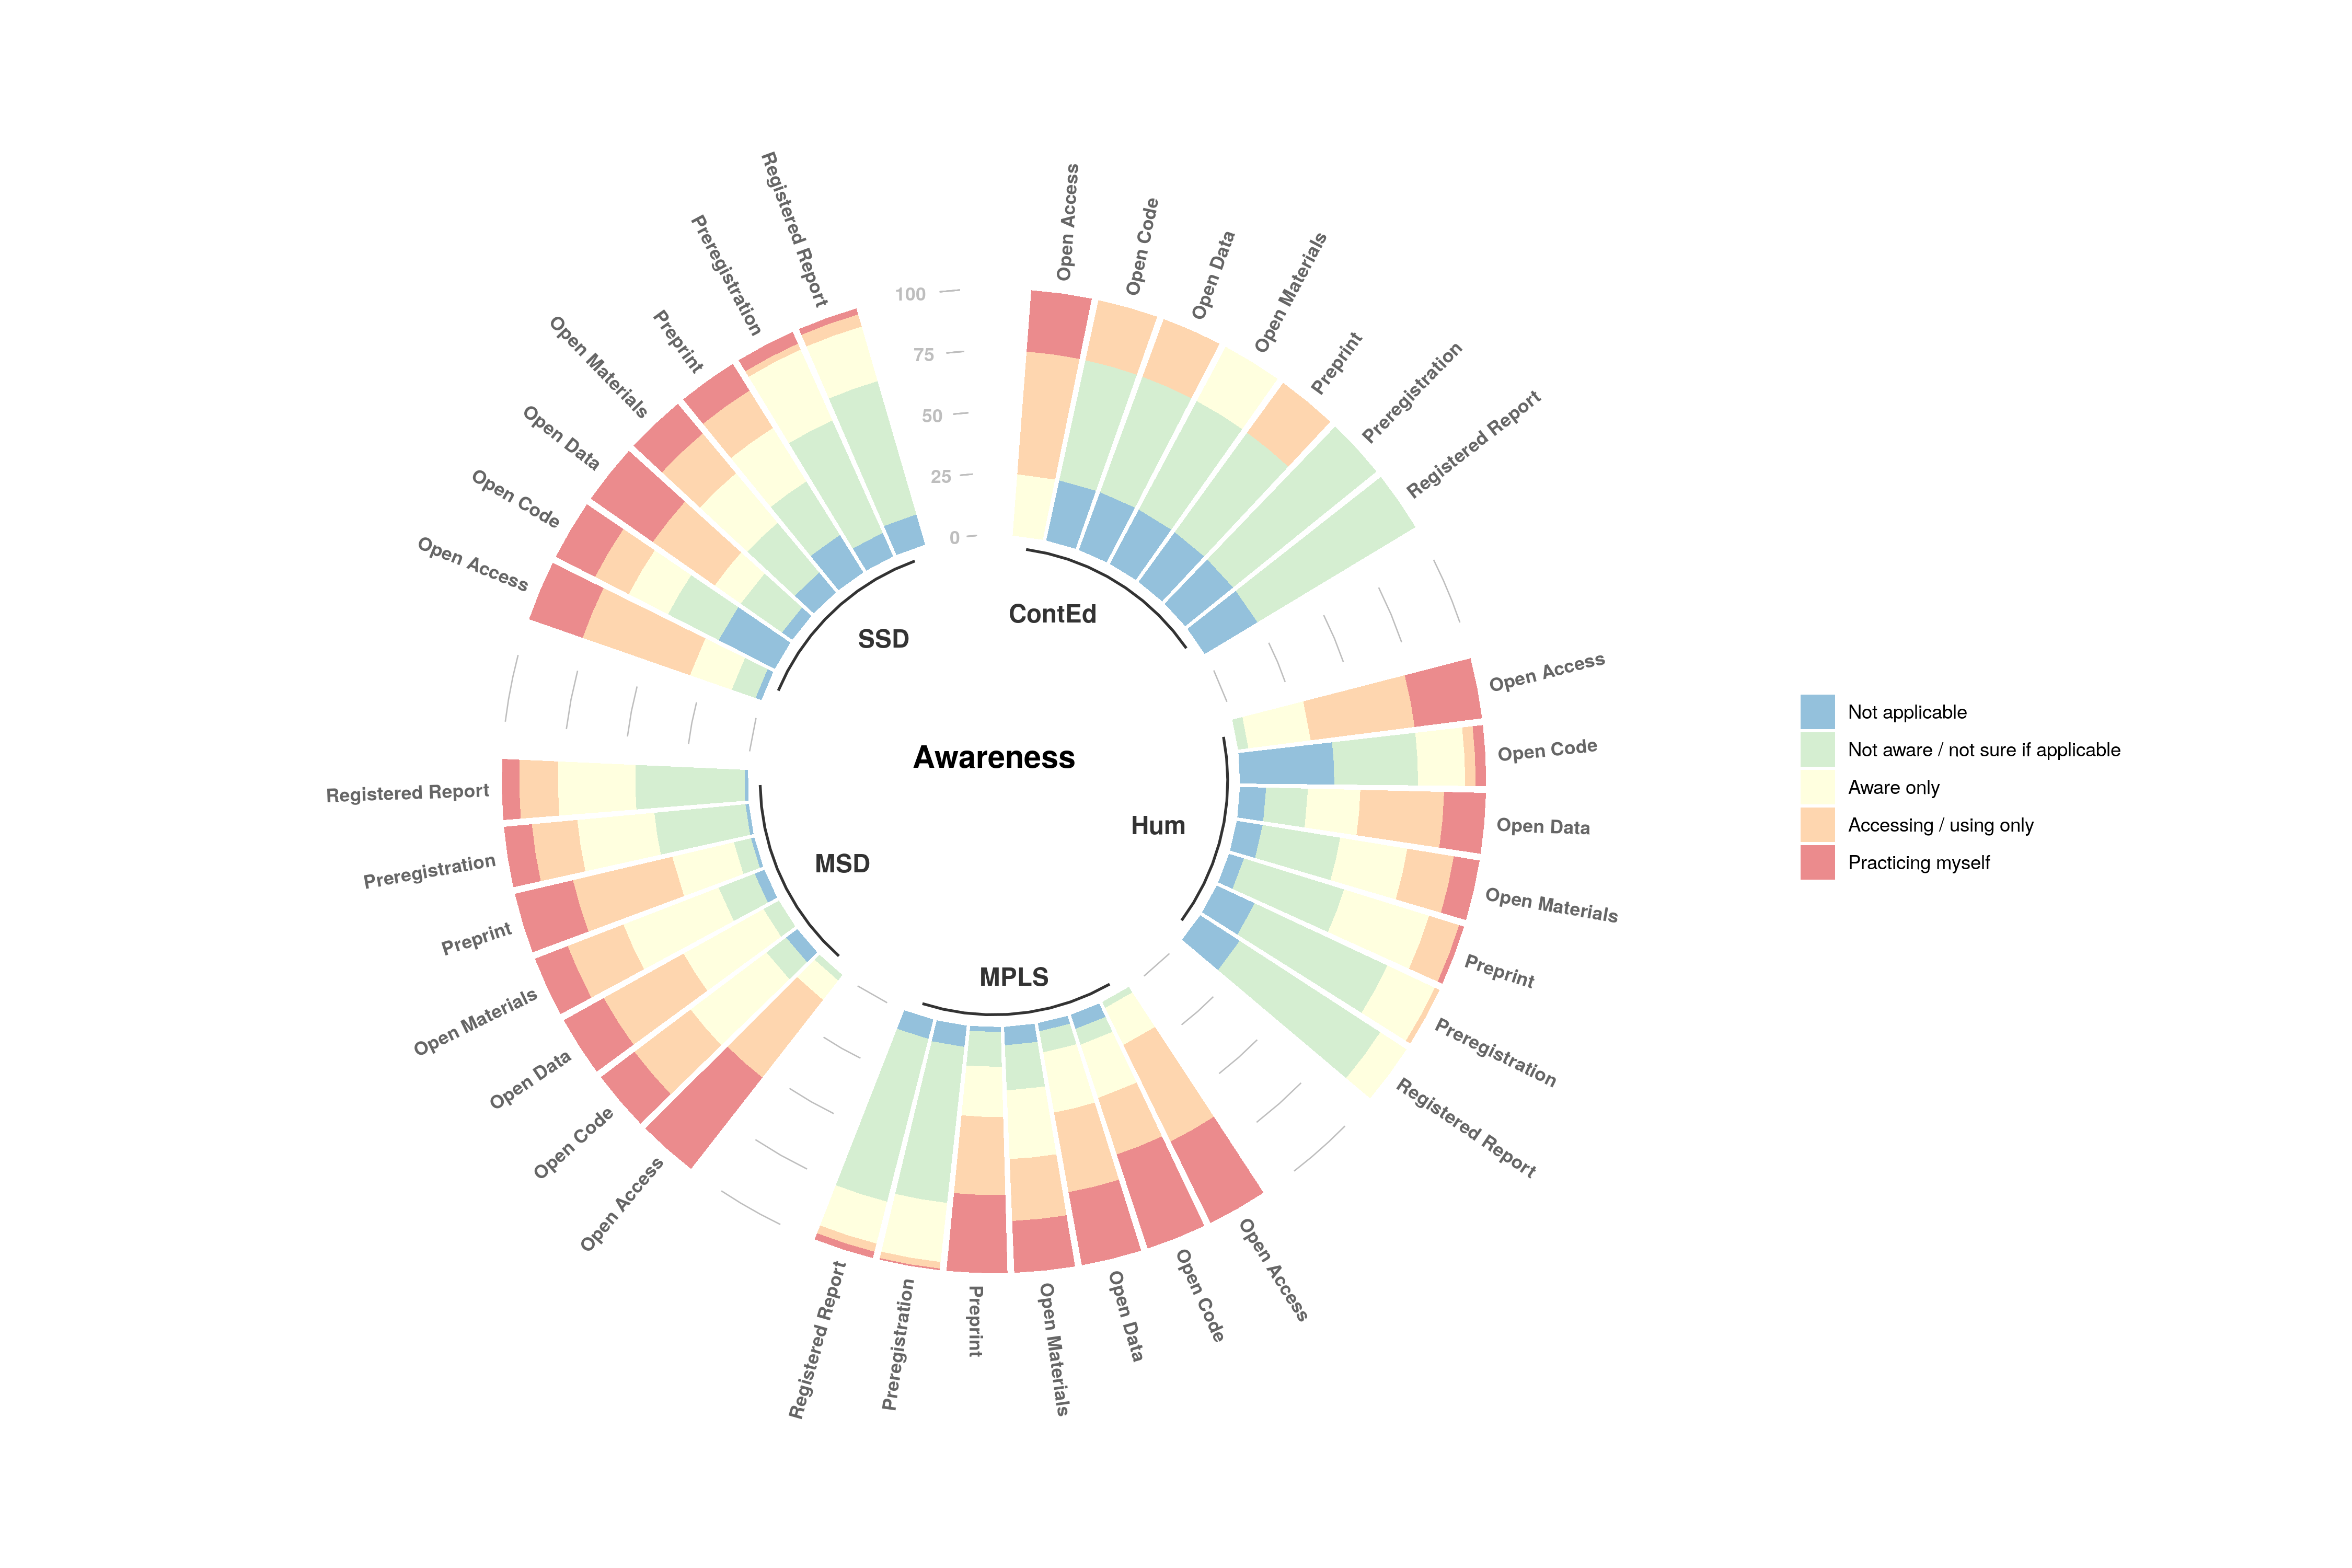 Awareness
100
75
50
25
0
ContEd
Open Access
Open Code
Open Data
Open Materials
Preprint
Preregistration
Registered Report
Hum
Open Access
Open Code
Open Data
Open Materials
Preprint
Preregistration
Registered Report
MPLS
Open Access
Open Code
Open Data
Open Materials
Preprint
Preregistration
Registered Report
MSD
Open Access
Open Code
Open Data
Open Materials
Preprint
Preregistration
Registered Report
SSD
Open Access
Open Code
Open Data
Open Materials
Preprint
Preregistration
Registered Report
Not applicable
Not aware / not sure if applicable
Aware only
Accessing / using only
Practicing myself